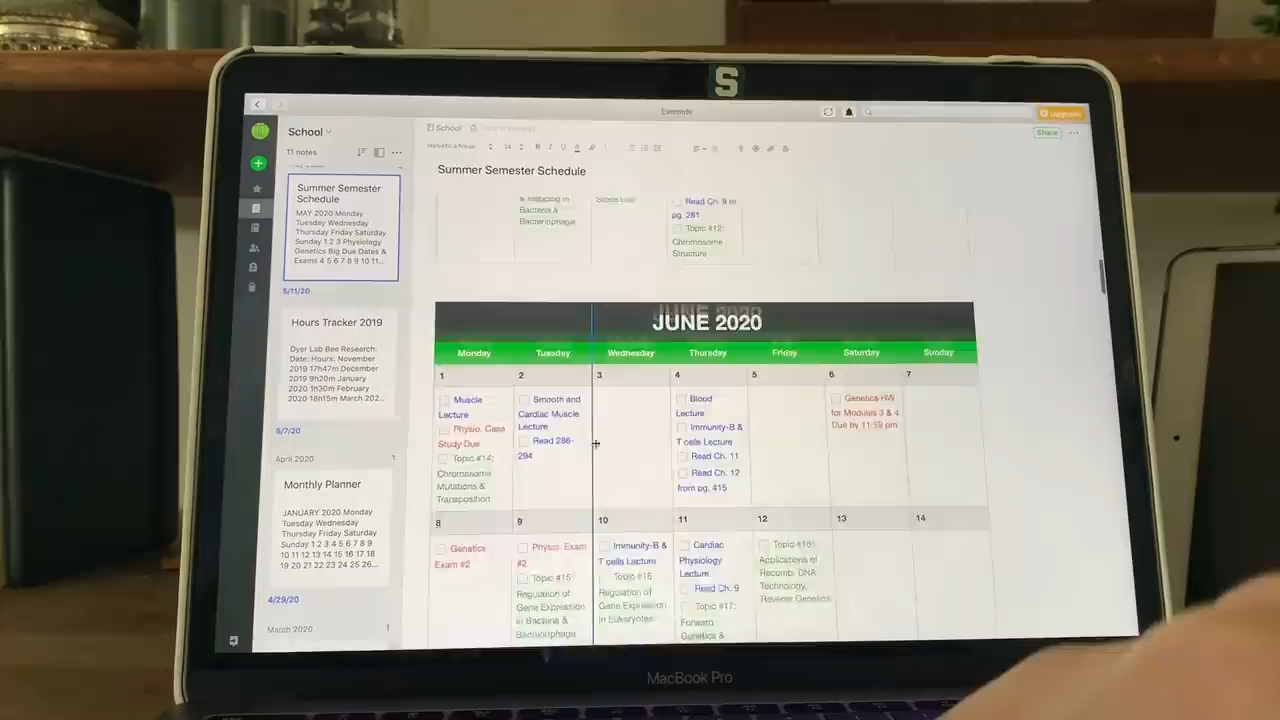 S
Evernote
Upgrade
School
11 notes
School
Share
Helvetica Neue
14
B I U a
Summer Semester Schedule
Summer Semester
Schedule
MAY 2020 Monday
Tuesday Wednesday
Thursday Friday Saturday
Sunday 1 2 3 Physiology
Genetics Big Due Dates &
Exams 4 5 6 7 8 9 10 11...
5/11/20
Hours Tracker 2019
Dyer Lab Bee Research:
Date: Hours: November
2019 17h47m December
2019 9h20m January
2020 1h30m February
2020 18h15m March 202...
5/7/20
April 2020 1
Monthly Planner
JANUARY 2020 Monday
Tuesday Wednesday
Thursday Friday Saturday
Sunday 1 2 3 4 5 6 7 8 9
10 11 12 13 14 15 16 17 18
19 20 21 22 23 24 25 26...
4/29/20
March 2020 1
& Mapping in
Bacteria &
Bacteriophage
Read Ch. 8 to
pg. 281
Topic #12:
Chromosome
Structure
JUNE 2020
Monday Tuesday Wednesday Thursday Friday Saturday Sunday
1 2 3 4 5 6 7
Muscle
Lecture
Physio. Case
Study Due
Topic #14:
Chromosome
Mutations &
Transposition
Smooth and
Cardiac Muscle
Lecture
Read 286-
294
Blood
Lecture
Immunity-B &
T cells Lecture
Read Ch. 11
Read Ch. 12
from pg. 415
Genetics HW
for Modules 3 & 4
Due by 11:59 pm
8 9 10 11 12 13 14
Genetics
Exam #2
Physio. Exam
#2
Topic #15:
Regulation of
Gene Expression
in Bacteria &
Bacteriophage
Immunity-B &
T cells Lecture
Topic #16:
Regulation of
Gene Expression
in Eukaryotes
Cardiac
Physiology
Lecture
Read Ch. 9
Topic #17:
Forward
Genetics &
Topic #18:
Applications of
Recomb. DNA
Technology,
Reverse Genetics
MacBook Pro